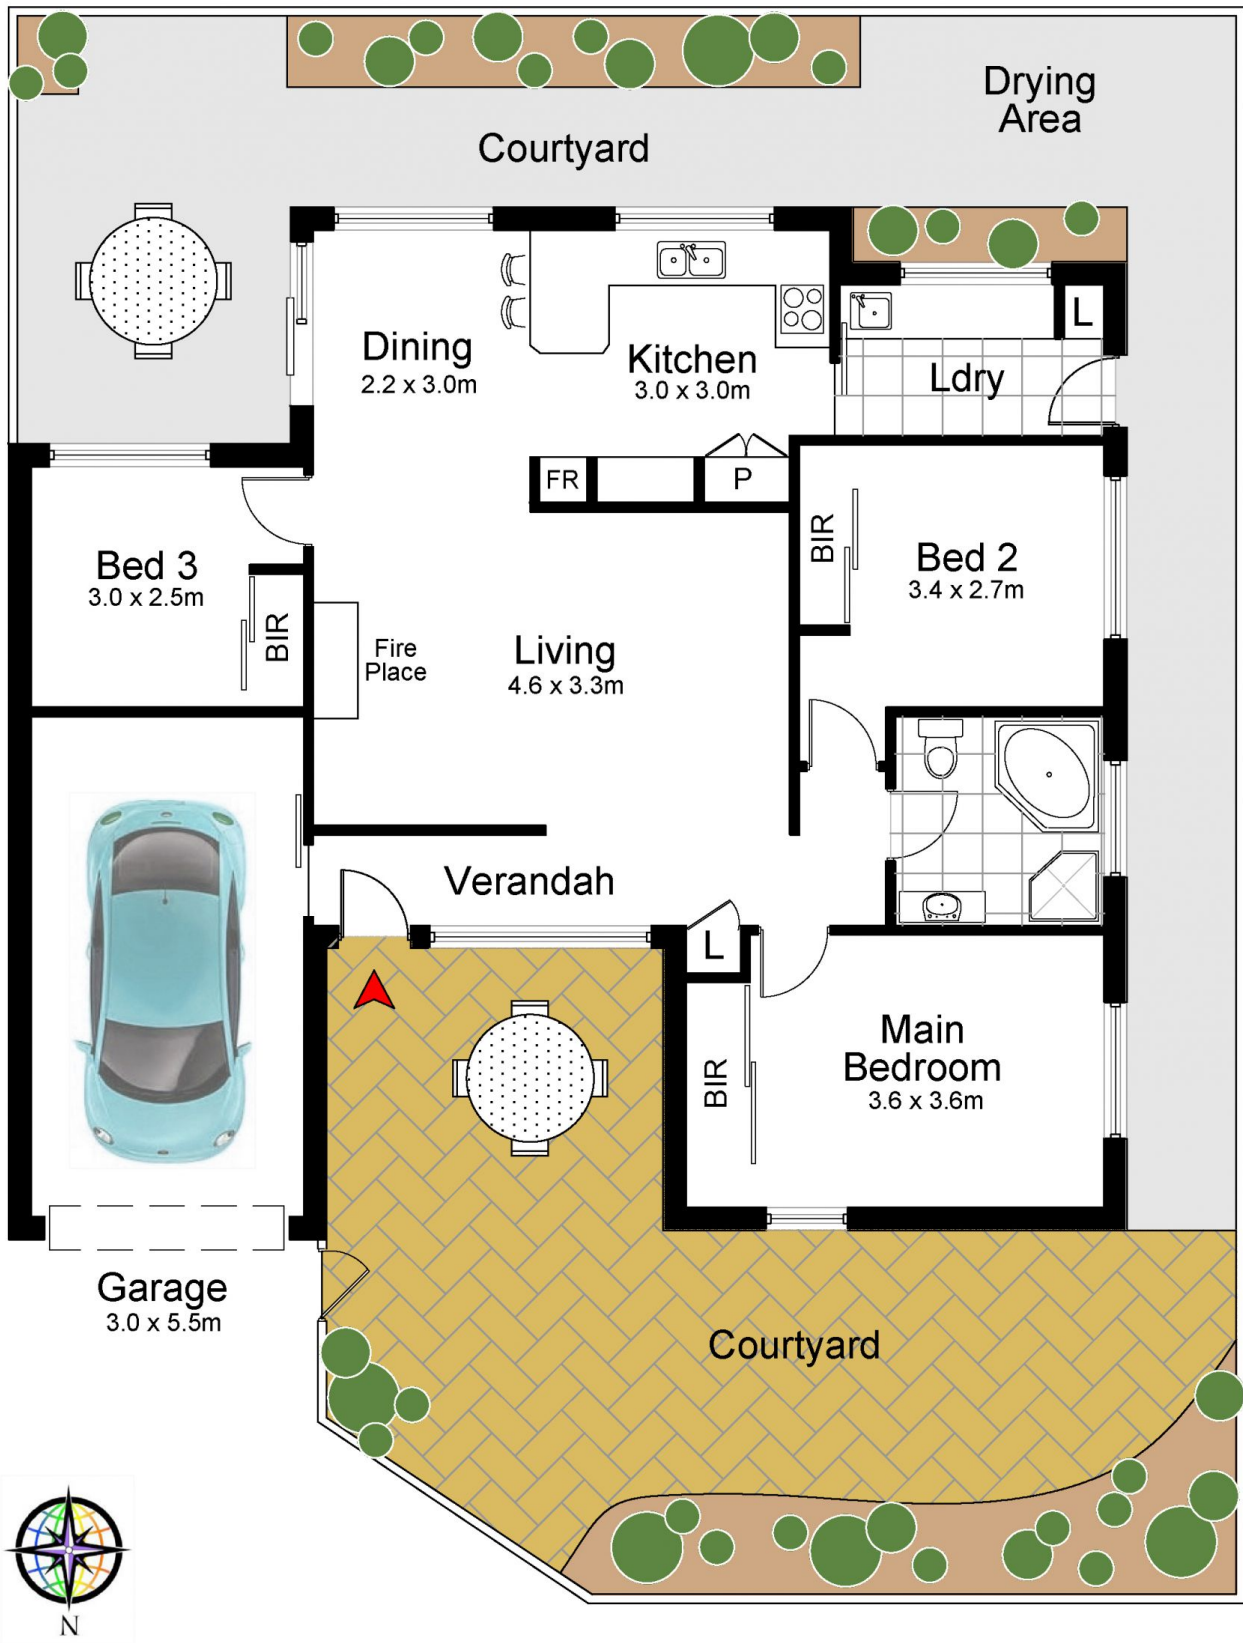 Drying
Area
Courtyard
Dining
2.2 x 3.0m
Kitchen
3.0 x 3.0m
L
Ldry
FR
P
BIR
Bed 2
3.4 x 2.7m
Bed 3
3.0 x 2.5m
BIR
Fire
Place
Living
4.6 x 3.3m
Verandah
L
Main
Bedroom
3.6 x 3.6m
BIR
Garage
3.0 x 5.5m
Courtyard
N